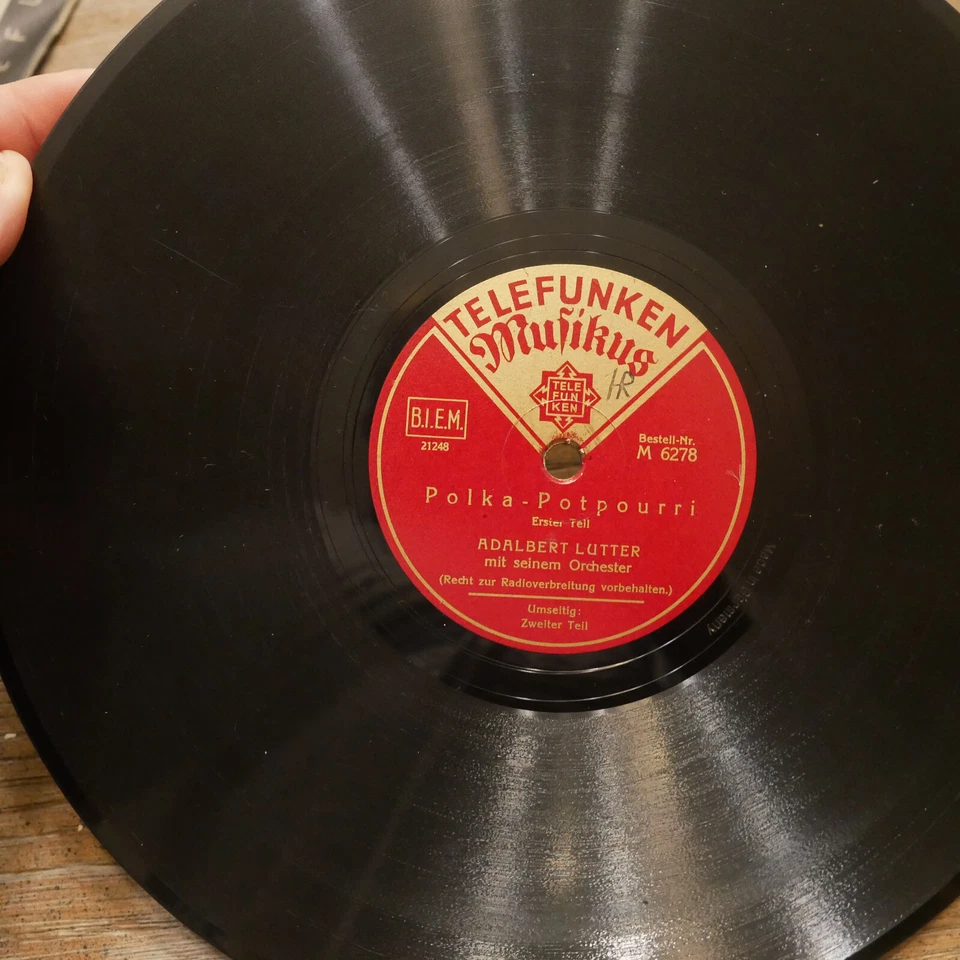 TELEFUNKEN
Muſikus
TELE
FUN
KEN
HR
B.I.E.M.
21248
Bestell-Nr.
M 6278
Polka-Potpourri
Erster Teil
ADALBERT LUTTER
mit seinem Orchester
(Recht zur Radioverbreitung vorbehalten.)
Umseitig:
Zweiter Teil